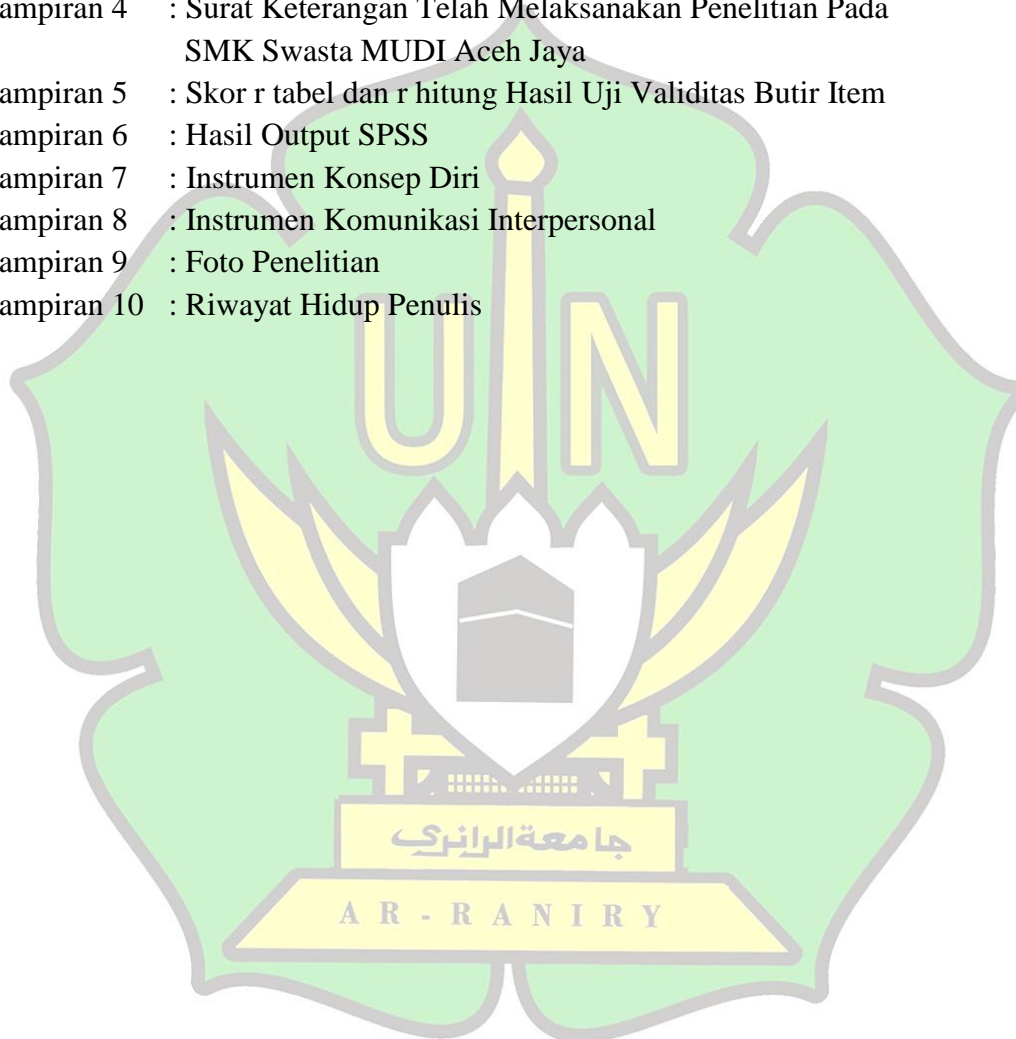 ampiran 4 : Surat Keterangan Telah Melaksanakan Penelitian Pada
SMK Swasta MUDI Aceh Jaya
ampiran 5 : Skor r tabel dan r hitung Hasil Uji Validitas Butir Item
ampiran 6 : Hasil Output SPSS
ampiran 7 : Instrumen Konsep Diri
ampiran 8 : Instrumen Komunikasi Interpersonal
ampiran 9 : Foto Penelitian
ampiran 10 : Riwayat Hidup Penulis
UIN
جامعة الرانري
AR-RANIRY